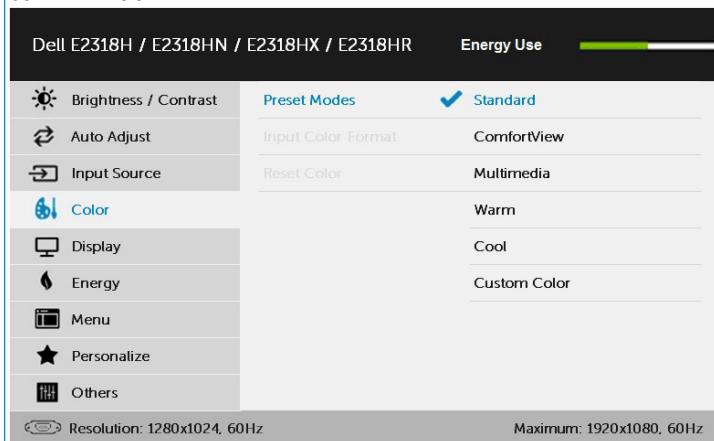 Dell E2318H / E2318HN / E2318HX / E2318HR Energy Use
Brightness / Contrast Preset Modes Standard
Auto Adjust Input Color Format ComfortView
Input Source Reset Color Multimedia
Color Warm
Display Cool
Energy Custom Color
Menu
Personalize
Others
Resolution: 1280x1024, 60Hz Maximum: 1920x1080, 60Hz